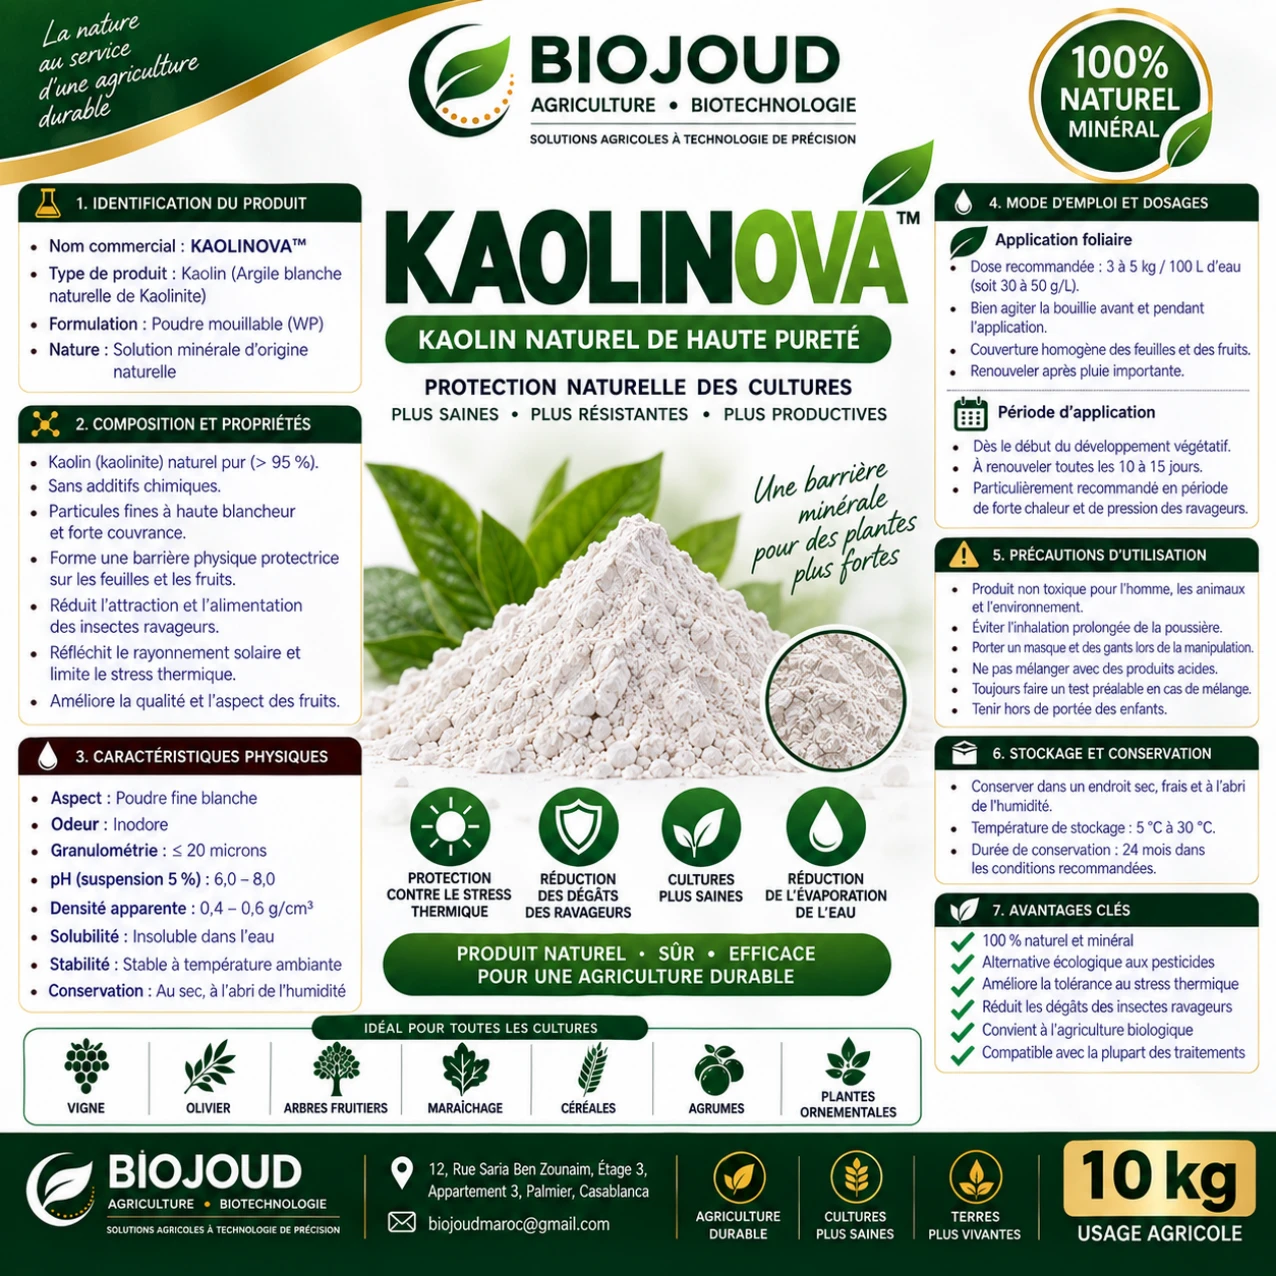 La nature
au service
d'une agriculture
durable
BIOJOUD
AGRICULTURE • BIOTECHNOLOGIE
SOLUTIONS AGRICOLES À TECHNOLOGIE DE PRÉCISION
100%
NATUREL
MINÉRAL
KAOLINOVA™
KAOLIN NATUREL DE HAUTE PURETÉ
PROTECTION NATURELLE DES CULTURES
PLUS SAINES • PLUS RÉSISTANTES • PLUS PRODUCTIVES
Une barrière
minérale
pour des plantes
plus fortes
1. IDENTIFICATION DU PRODUIT
• Nom commercial : KAOLINOVA™
• Type de produit : Kaolin (Argile blanche
naturelle de Kaolinite)
• Formulation : Poudre mouillable (WP)
• Nature : Solution minérale d'origine
naturelle
2. COMPOSITION ET PROPRIÉTÉS
• Kaolin (kaolinite) naturel pur (> 95 %).
• Sans additifs chimiques.
• Particules fines à haute blancheur
et forte couvrance.
• Forme une barrière physique protectrice
sur les feuilles et les fruits.
• Réduit l'attraction et l'alimentation
des insectes ravageurs.
• Réfléchit le rayonnement solaire et
limite le stress thermique.
• Améliore la qualité et l'aspect des fruits.
3. CARACTÉRISTIQUES PHYSIQUES
• Aspect : Poudre fine blanche
• Odeur : Inodore
• Granulométrie : ≤ 20 microns
• pH (suspension 5 %) : 6,0 – 8,0
• Densité apparente : 0,4 – 0,6 g/cm³
• Solubilité : Insoluble dans l'eau
• Stabilité : Stable à température ambiante
• Conservation : Au sec, à l'abri de l'humidité
PROTECTION
CONTRE LE STRESS
THERMIQUE
RÉDUCTION
DES DÉGÂTS
DES RAVAGEURS
CULTURES
PLUS SAINES
RÉDUCTION
DE L'ÉVAPORATION
DE L'EAU
PRODUIT NATUREL • SÛR • EFFICACE
POUR UNE AGRICULTURE DURABLE
4. MODE D'EMPLOI ET DOSAGES
Application foliaire
• Dose recommandée : 3 à 5 kg / 100 L d'eau
(soit 30 à 50 g/L).
• Bien agiter la bouillie avant et pendant
l'application.
• Couverture homogène des feuilles et des fruits.
• Renouveler après pluie importante.
Période d'application
• Dès le début du développement végétatif.
• À renouveler toutes les 10 à 15 jours.
• Particulièrement recommandé en période
de forte chaleur et de pression des ravageurs.
5. PRÉCAUTIONS D'UTILISATION
• Produit non toxique pour l'homme, les animaux
et l'environnement.
• Éviter l'inhalation prolongée de la poussière.
• Porter un masque et des gants lors de la manipulation.
• Ne pas mélanger avec des produits acides.
• Toujours faire un test préalable en cas de mélange.
• Tenir hors de portée des enfants.
6. STOCKAGE ET CONSERVATION
• Conserver dans un endroit sec, frais et à l'abri
de l'humidité.
• Température de stockage : 5 °C à 30 °C.
• Durée de conservation : 24 mois dans
les conditions recommandées.
7. AVANTAGES CLÉS
100 % naturel et minéral
Alternative écologique aux pesticides
Améliore la tolérance au stress thermique
Réduit les dégâts des insectes ravageurs
Convient à l'agriculture biologique
Compatible avec la plupart des traitements
IDÉAL POUR TOUTES LES CULTURES
VIGNE
OLIVIER
ARBRES FRUITIERS
MARAÎCHAGE
CÉRÉALES
AGRUMES
PLANTES
ORNEMENTALES
BIOJOUD
AGRICULTURE • BIOTECHNOLOGIE
SOLUTIONS AGRICOLES À TECHNOLOGIE DE PRÉCISION
12, Rue Saria Ben Zounaim, Étage 3,
Appartement 3, Palmier, Casablanca
biojoudmaroc@gmail.com
AGRICULTURE
DURABLE
CULTURES
PLUS SAINES
TERRES
PLUS VIVANTES
10 kg
USAGE AGRICOLE